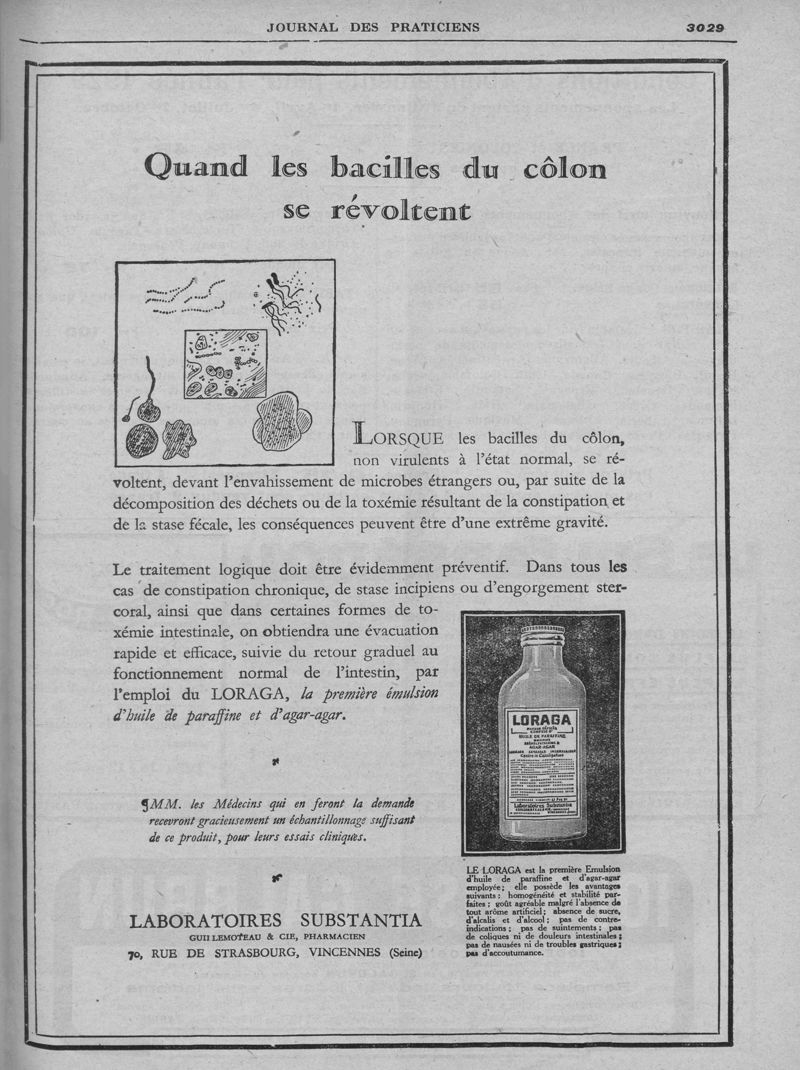 JOURNAL DES PRATICIENS
3029
Quand les bacilles du côlon
se révoltent
LORSQUE les bacilles du côlon,
non virulents à l'état normal, se ré-
voltent, devant l'envahissement de microbes étrangers ou, par suite de la
décomposition des déchets ou de la toxémie résultant de la constipation et
de la stase fécale, les conséquences peuvent être d'une extrême gravité.
Le traitement logique doit être évidemment préventif. Dans tous les
cas de constipation chronique, de stase incipiens ou d'engorgement ster-
coral, ainsi que dans certaines formes de to-
xémie intestinale, on obtiendra une évacuation
rapide et efficace, suivie du retour graduel au
fonctionnement normal de l'intestin, par
l'emploi du LORAGA, la première émulsion
d'huile de paraffine et d'agar-agar.
¶MM. les Médecins qui en feront la demande
recevront gracieusement un échantillonnage suffisant
de ce produit, pour leurs essais cliniques.
LABORATOIRES SUBSTANTIA
GUILLEMOTEAU & CIE, PHARMACIEN
70, RUE DE STRASBOURG, VINCENNES (Seine)
LORAGA
HUILE DE PARAFFINE
AGAR-AGAR
Laboratoires Substantia
LE LORAGA est la première Emulsion
d'huile de paraffine et d'agar-agar
employée; elle possède les avantages
suivants : homogénéité et stabilité par-
faites; goût agréable malgré l'absence de
tout arôme artificiel; absence de sucre,
d'alcalis et d'alcool; pas de contre-
indications; pas de suintements; pas
de coliques ni de douleurs intestinales;
pas de nausées ni de troubles gastriques;
pas d'accoutumance.